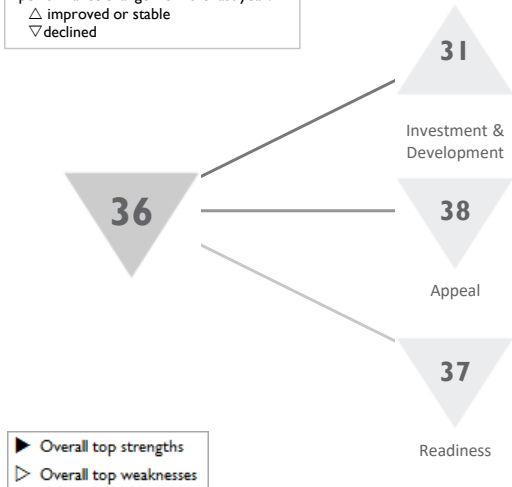 △ improved or stable
▽ declined
31
Investment &
Development
36
38
Appeal
37
Readiness
▶ Overall top strengths
▷ Overall top weaknesses